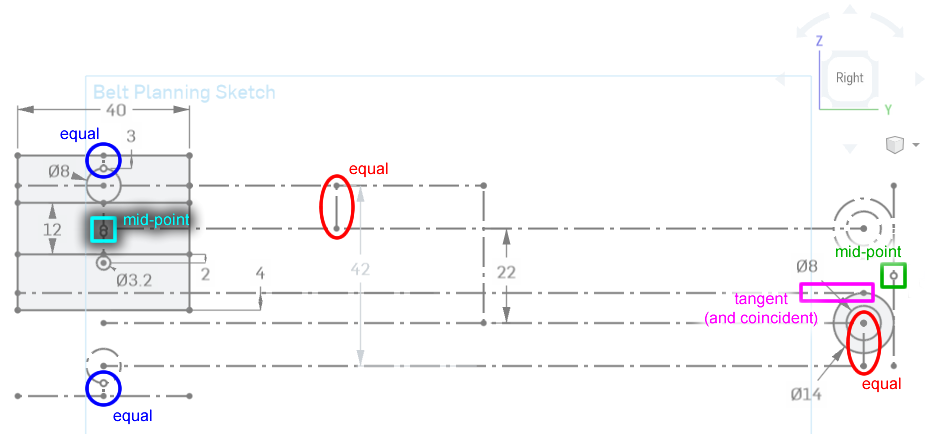 Z
Right
Y
Belt Planning Sketch
40
equal
3
Ø8
equal
mid-point
12
mid-point
Ø3.2
2
4
42
22
Ø8
tangent
(and coincident)
equal
Ø14
equal